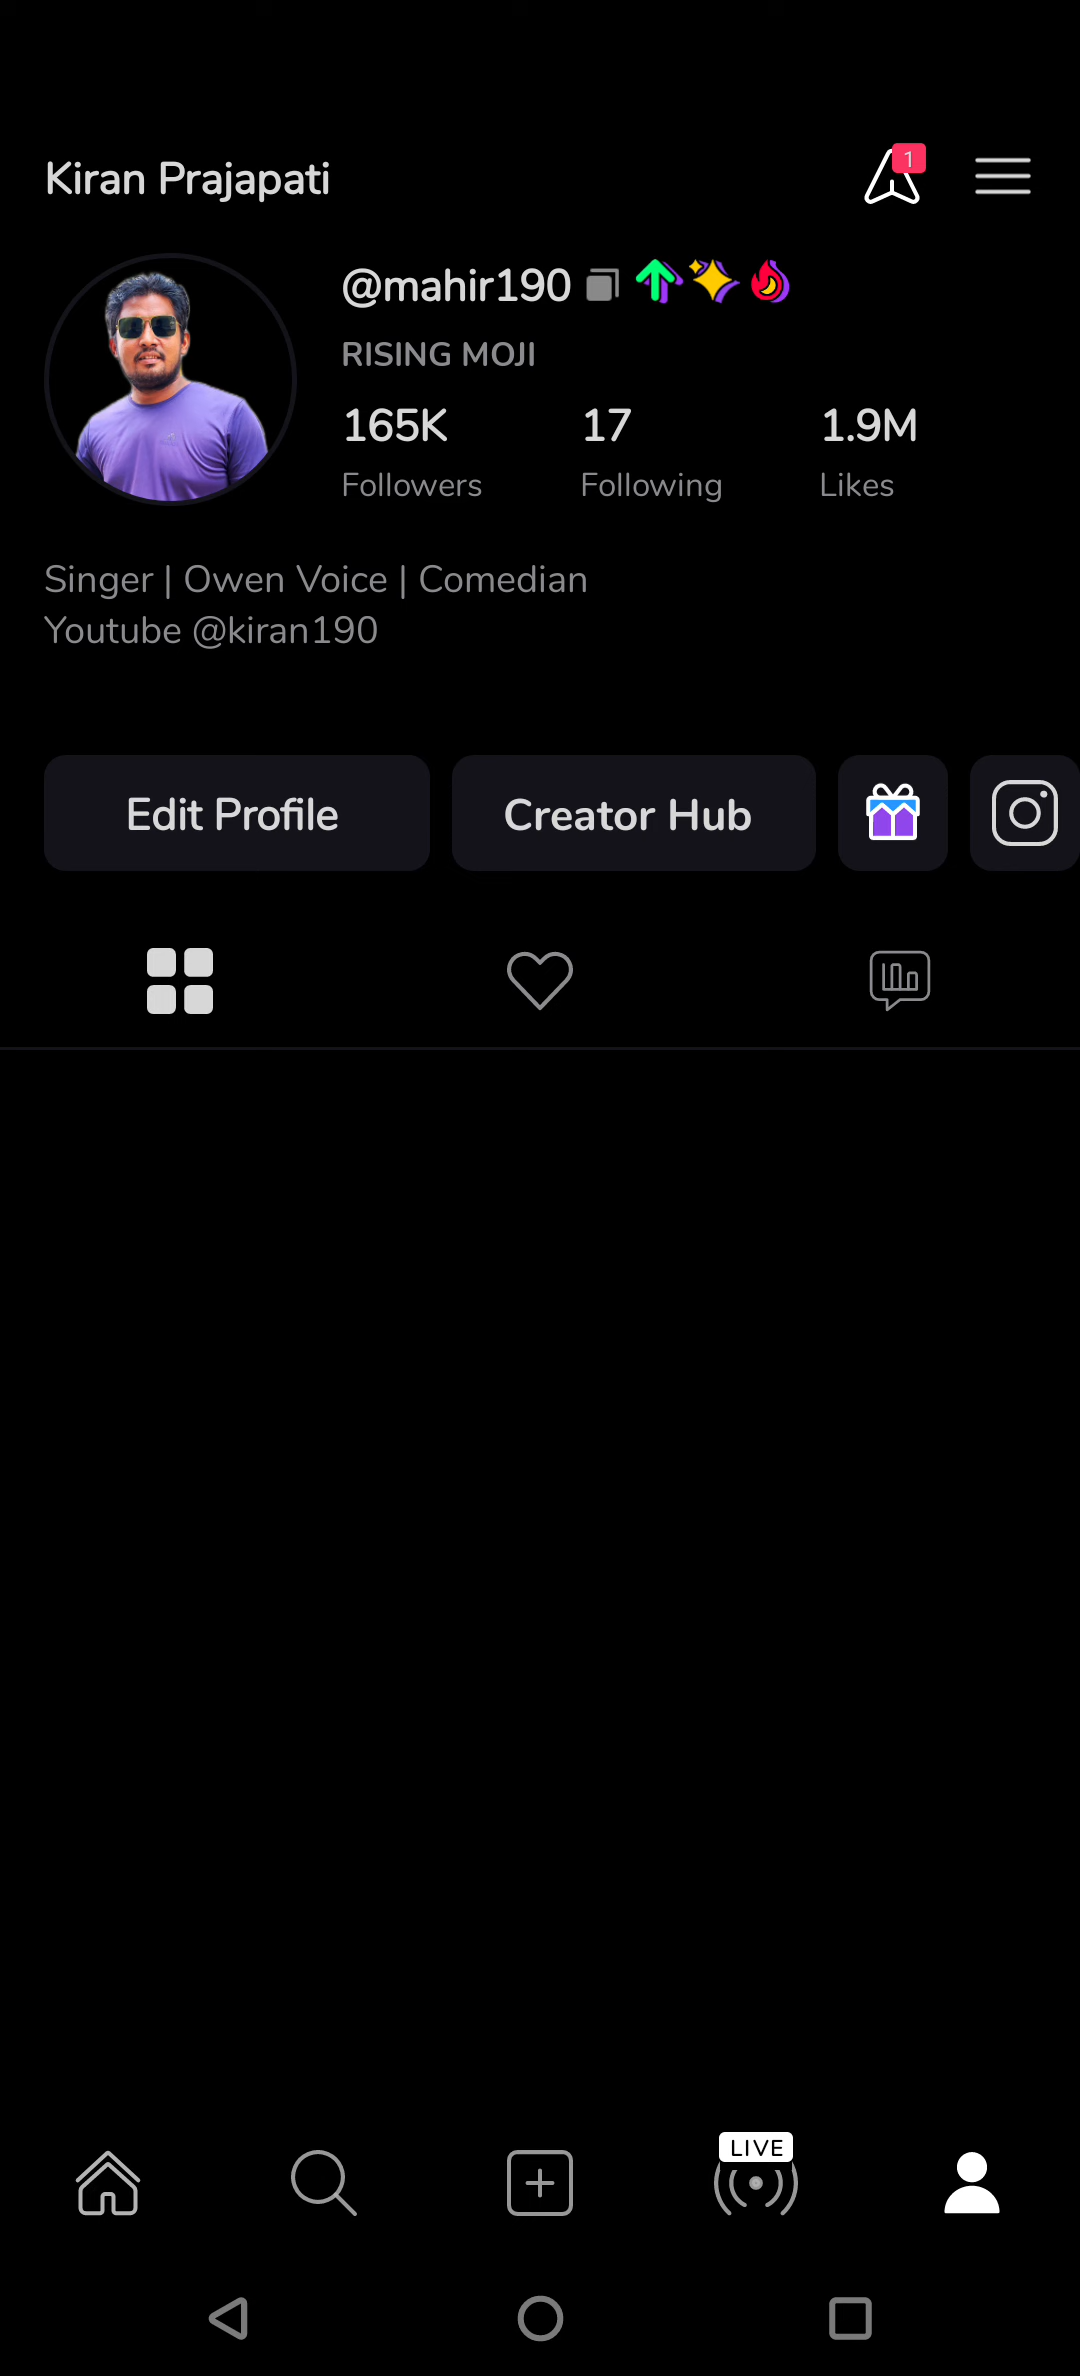 Kiran Prajapati
1
@mahir190
RISING MOJI
165K 17 1.9M
Followers Following Likes
Singer | Owen Voice | Comedian
Youtube @kiran190
Edit Profile Creator Hub
LIVE